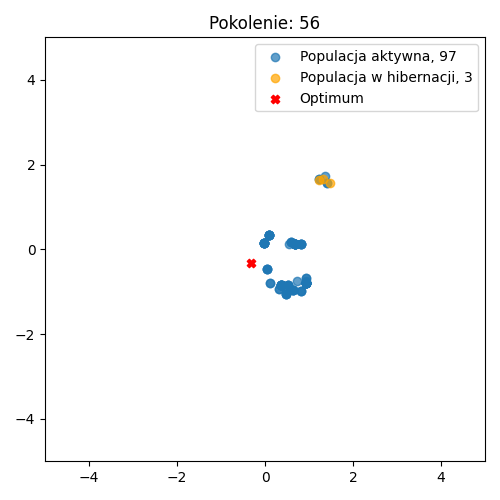 Pokolenie: 56
Populacja aktywna, 97
Populacja w hibernacji, 3
Optimum
4
2
0
−2
−4
−4
−2
0
2
4